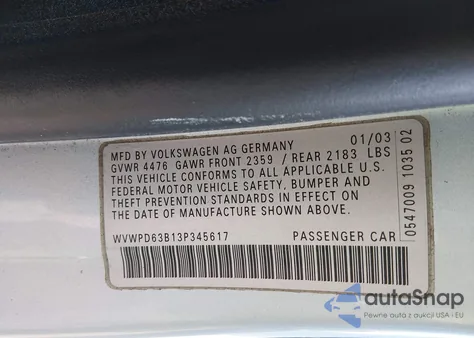 MFD BY VOLKSWAGEN AG GERMANY 01/03
GVWR 4476 GAWR FRONT 2359 / REAR 2183 LBS
THIS VEHICLE CONFORMS TO ALL APPLICABLE U.S.
FEDERAL MOTOR VEHICLE SAFETY, BUMPER AND
THEFT PREVENTION STANDARDS IN EFFECT ON
THE DATE OF MANUFACTURE SHOWN ABOVE.
WVWPD63B13P345617 PASSENGER CAR
0547009 1035 02
autoSnap
Pewne auta z aukcji USA i EU